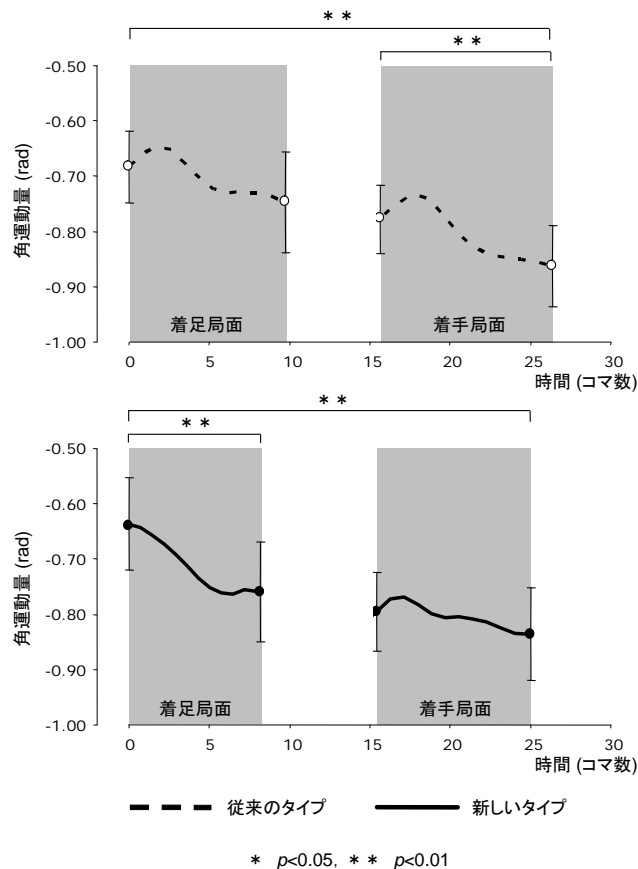 ＊＊
＊＊
-0.50
-0.60
-0.70
-0.80
-0.90
-1.00
角運動量 (rad)
着足局面
着手局面
0 5 10 15 20 25 30
時間 (コマ数)
＊＊
＊＊
-0.50
-0.60
-0.70
-0.80
-0.90
-1.00
角運動量 (rad)
着足局面
着手局面
0 5 10 15 20 25 30
時間 (コマ数)
従来のタイプ 新しいタイプ
＊ p<0.05, ＊＊ p<0.01